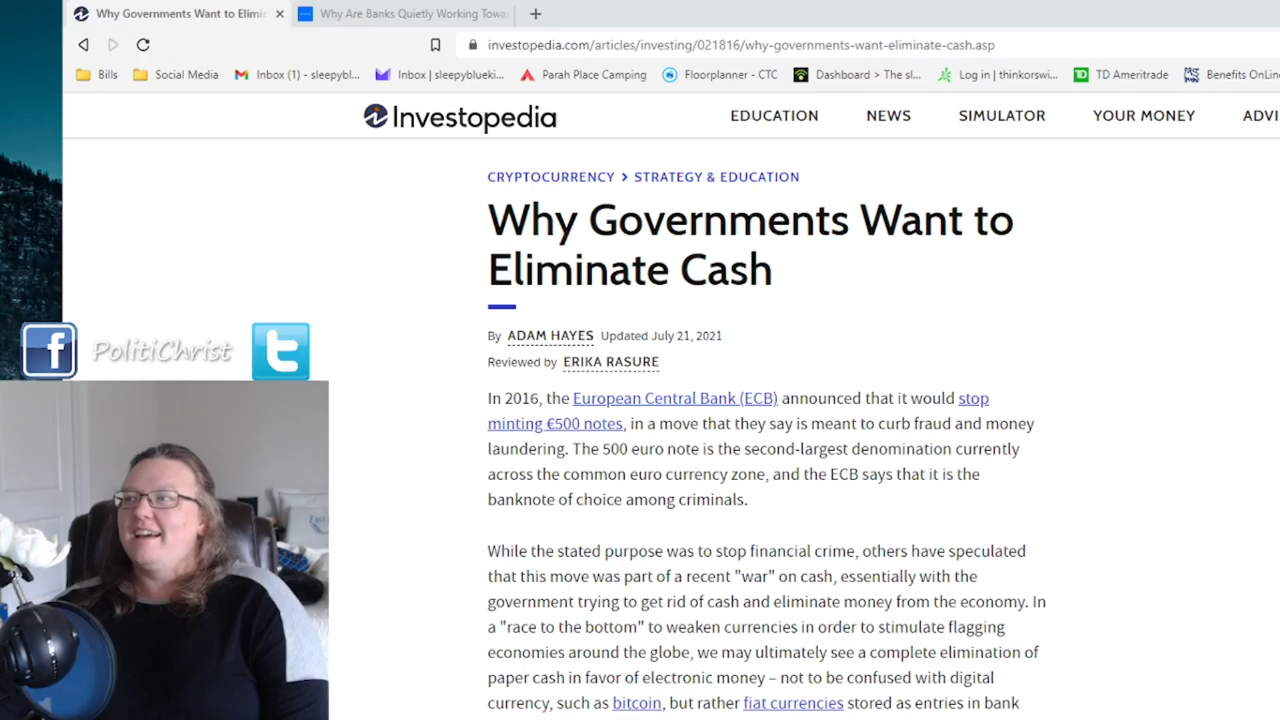 Why Governments Want to Elimin
Why Are Banks Quietly Working Towa
investopedia.com/articles/investing/021816/why-governments-want-eliminate-cash.asp
Bills
Social Media
Inbox (1) - sleepybl...
Inbox | sleepyblueki...
Parah Place Camping
Floorplanner - CTC
Dashboard > The sl...
Log in | thinkorswi...
TD Ameritrade
Benefits OnLin
Investopedia
EDUCATION
NEWS
SIMULATOR
YOUR MONEY
ADVI
CRYPTOCURRENCY > STRATEGY & EDUCATION
Why Governments Want to
Eliminate Cash
By ADAM HAYES Updated July 21, 2021
Reviewed by ERIKA RASURE
PolitiChrist
In 2016, the European Central Bank (ECB) announced that it would stop
minting €500 notes, in a move that they say is meant to curb fraud and money
laundering. The 500 euro note is the second-largest denomination currently
across the common euro currency zone, and the ECB says that it is the
banknote of choice among criminals.
While the stated purpose was to stop financial crime, others have speculated
that this move was part of a recent "war" on cash, essentially with the
government trying to get rid of cash and eliminate money from the economy. In
a "race to the bottom" to weaken currencies in order to stimulate flagging
economies around the globe, we may ultimately see a complete elimination of
paper cash in favor of electronic money – not to be confused with digital
currency, such as bitcoin, but rather fiat currencies stored as entries in bank